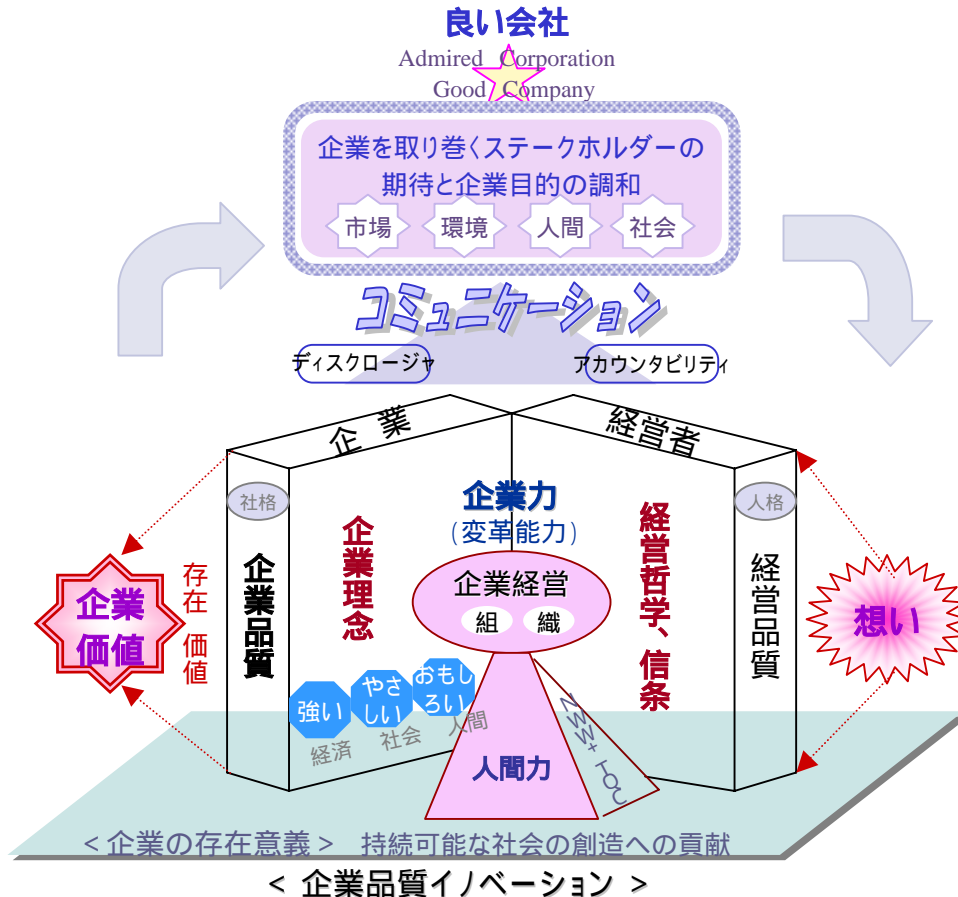 良い会社
Admired Corporation
Good Company
企業を取り巻くステークホルダーの
期待と企業目的の調和
市場 環境 人間 社会
コミュニケーション
ディスクロージャ アカウンタビリティ
企 業
経営者
社格
人格
企業力
(変革能力)
企業経営
組 織
企業理念
経営哲学、信条
企業品質
経営品質
存在 価値
企業
価値
想い
強い
やさ
しい
おもし
ろい
経済 社会 人間
人間力
NWW+TQC
<企業の存在意義> 持続可能な社会の創造への貢献
< 企業品質イノベーション >